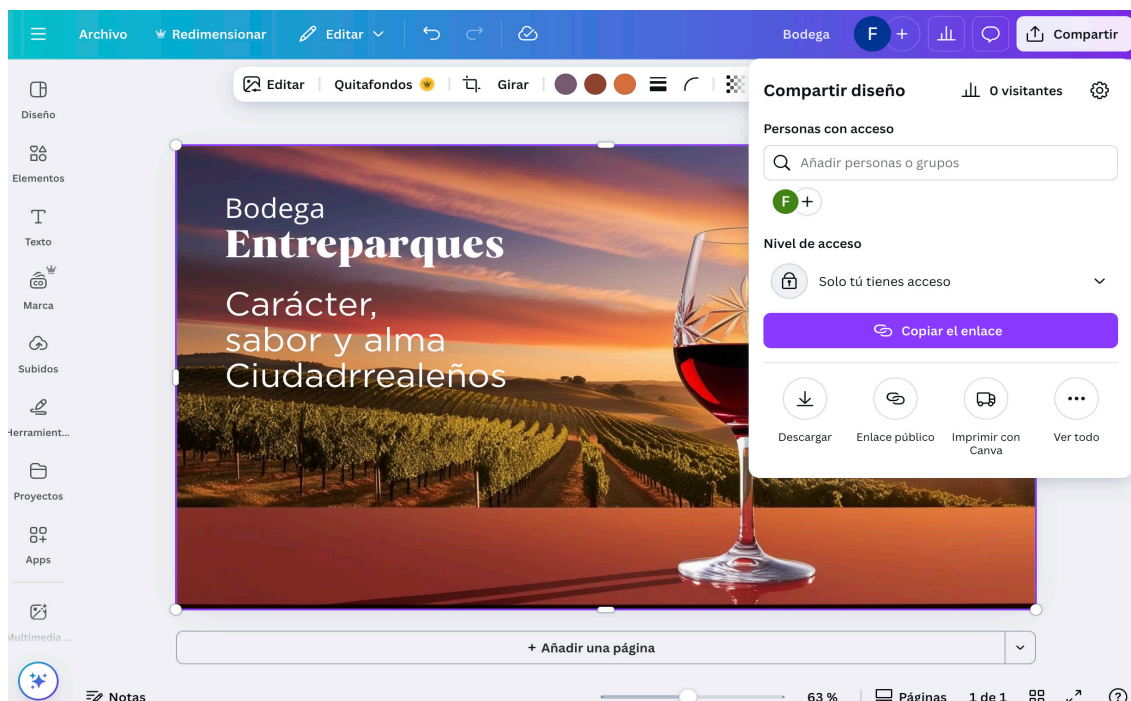 Archivo
Redimensionar
Editar
Bodega
F
+
Compartir
Diseño
Elementos
Texto
CO
Marca
Subidos
Herramient...
Proyectos
Apps
Multimedia ...
Editar
Quitafondos
Girar
Bodega
Entreparques
Carácter,
sabor y alma
Ciudadrrealeños
Compartir diseño
0 visitantes
Personas con acceso
Añadir personas o grupos
F
+
Nivel de acceso
Solo tú tienes acceso
Copiar el enlace
Descargar
Enlace público
Imprimir con
Canva
Ver todo
+ Añadir una página
Notas
63 %
Páginas
1 de 1
?